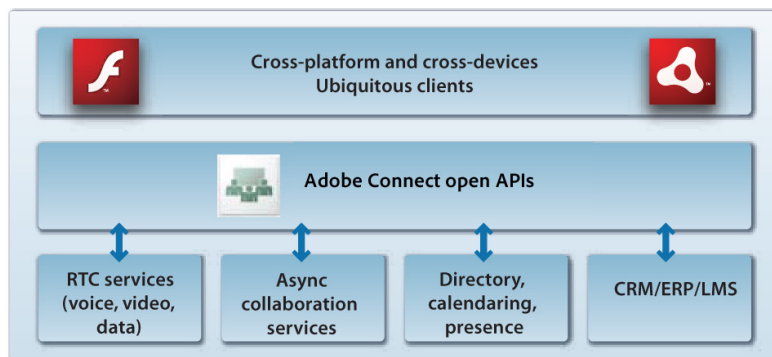 Cross-platform and cross-devices
Ubiquitous clients
Adobe Connect open APIs
RTC services
(voice, video,
data)
Async
collaboration
services
Directory,
calendaring,
presence
CRM/ERP/LMS